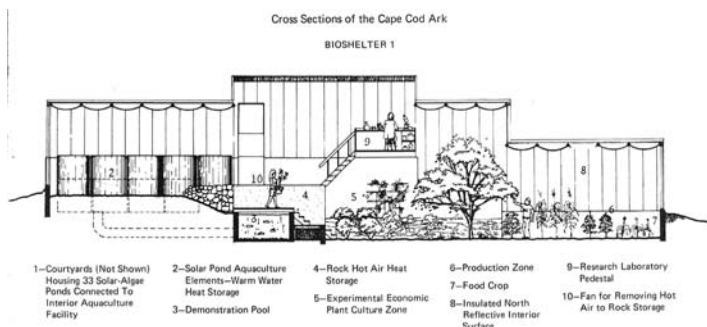 Cross Sections of the Cape Cod Ark
BIOSHELTER 1
2
10
4
3
9
5
8
6
7
1—Courtyards (Not Shown)
Housing 33 Solar-Algae
Ponds Connected To
Interior Aquaculture
Facility
2—Solar Pond Aquaculture
Elements—Warm Water
Heat Storage
3—Demonstration Pool
4—Rock Hot Air Heat
Storage
5—Experimental Economic
Plant Culture Zone
6—Production Zone
7—Food Crop
8—Insulated North
Reflective Interior
Surface
9—Research Laboratory
Pedestal
10—Fan for Removing Hot
Air to Rock Storage